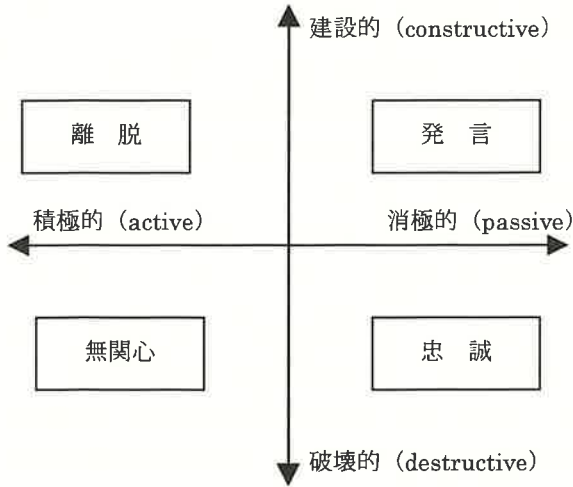 建設的（constructive）
離 脱
発 言
積極的（active）
消極的（passive）
無関心
忠 誠
破壊的（destructive）